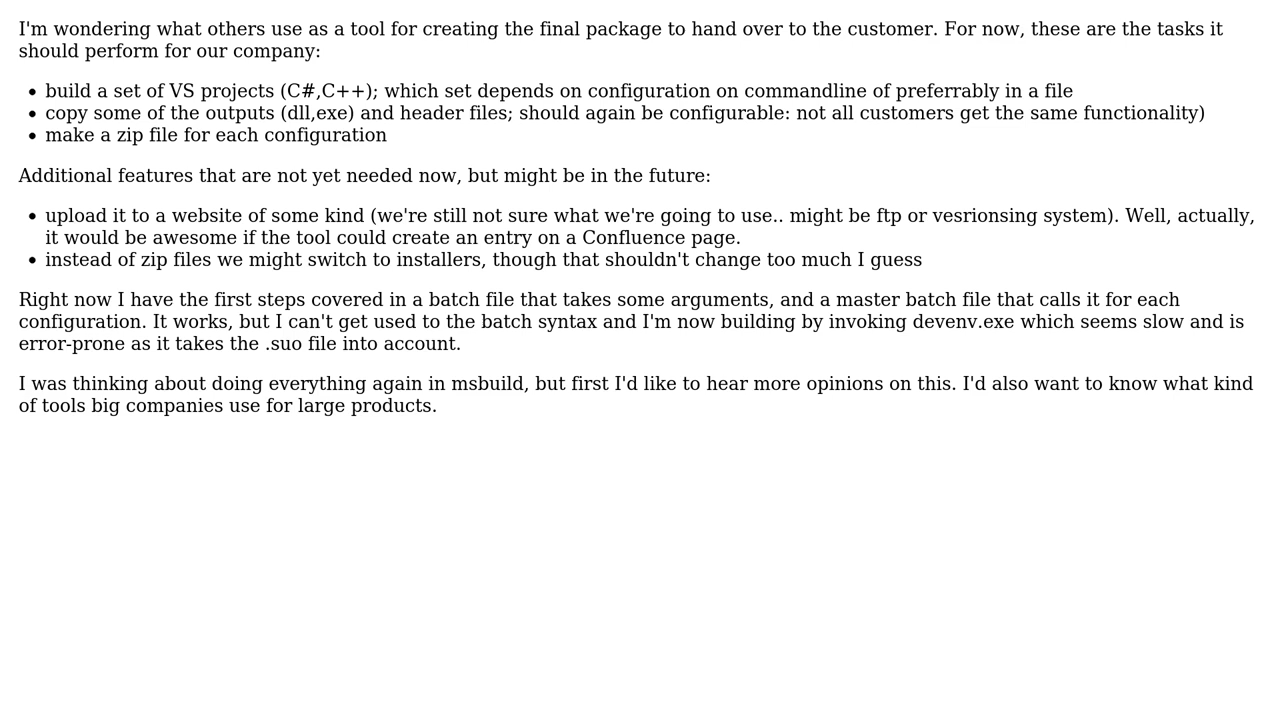 I'm wondering what others use as a tool for creating the final package to hand over to the customer. For now, these are the tasks it
should perform for our company:
• build a set of VS projects (C#,C++); which set depends on configuration on commandline of preferrably in a file
• copy some of the outputs (dll,exe) and header files; should again be configurable: not all customers get the same functionality)
• make a zip file for each configuration
Additional features that are not yet needed now, but might be in the future:
• upload it to a website of some kind (we're still not sure what we're going to use.. might be ftp or vesrionsing system). Well, actually,
it would be awesome if the tool could create an entry on a Confluence page.
• instead of zip files we might switch to installers, though that shouldn't change too much I guess
Right now I have the first steps covered in a batch file that takes some arguments, and a master batch file that calls it for each
configuration. It works, but I can't get used to the batch syntax and I'm now building by invoking devenv.exe which seems slow and is
error-prone as it takes the .suo file into account.
I was thinking about doing everything again in msbuild, but first I'd like to hear more opinions on this. I'd also want to know what kind
of tools big companies use for large products.